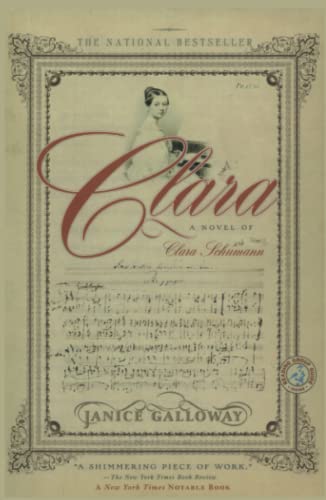 THE NATIONAL BESTSELLER
Clara
A NOVEL OF
Clara Schumann
JANICE GALLOWAY
"A SHIMMERING PIECE OF WORK."
—The New York Times Book Review
A New York Times NOTABLE BOOK